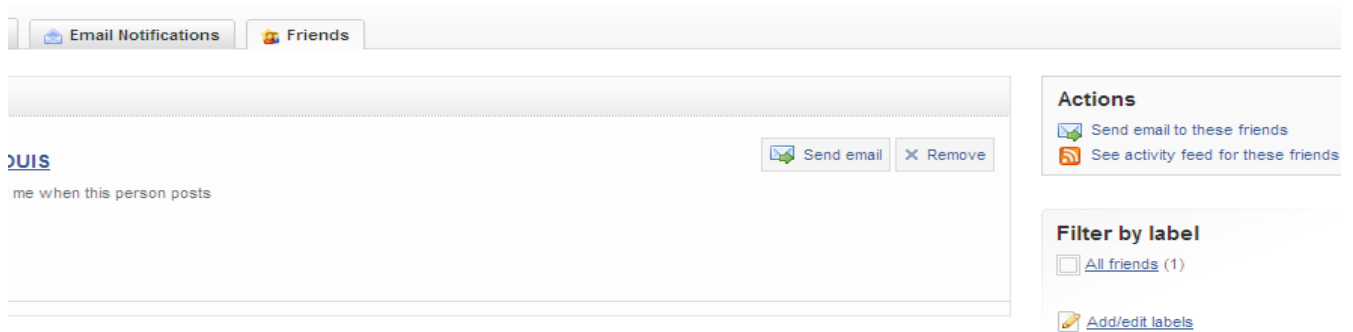 Email Notifications
Friends
OUIS
me when this person posts
Send email
Remove
Actions
Send email to these friends
See activity feed for these friends
Filter by label
All friends (1)
Add/edit labels